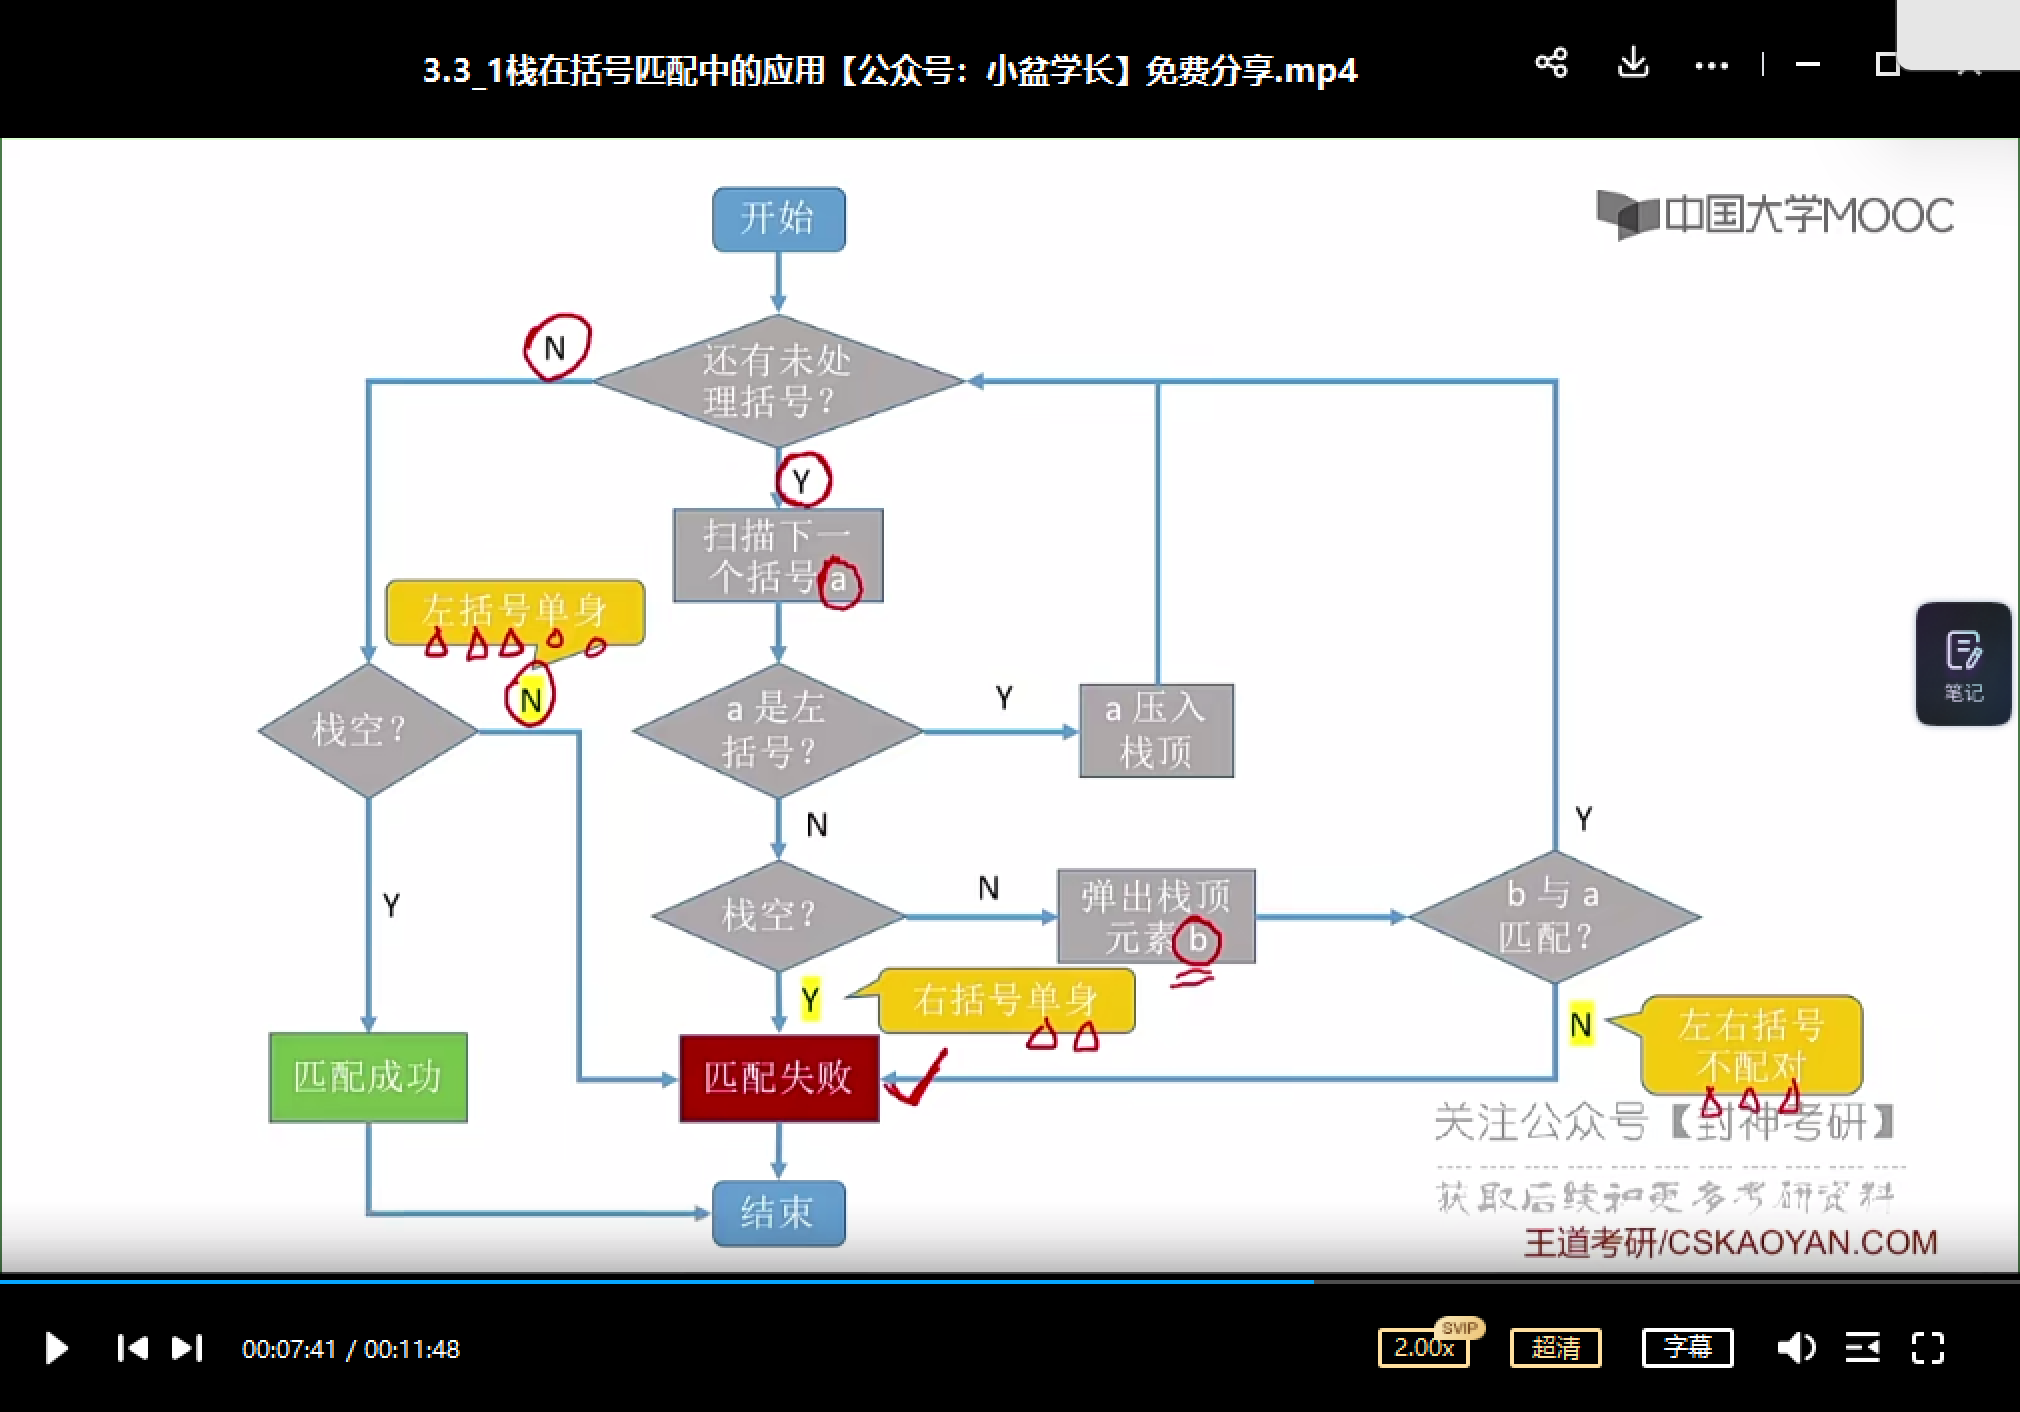 3.3_1栈在括号匹配中的应用【公众号：小盆学长】免费分享.mp4
中国大学MOOC
开始
N
还有未处
理括号？
Y
扫描下一
个括号a
左括号单身
N
栈空？
a 是左
括号？
Y
a 压入
栈顶
笔记
N
Y
Y
栈空？
N
弹出栈顶
元素 b
b 与 a
匹配？
Y
右括号单身
N
左右括号
不配对
匹配成功
匹配失败
关注公众号【封神考研】
获取后续和更多考研资料
结束
王道考研/CSKAOYAN.COM
00:07:41 / 00:11:48
2.00x
SVIP
超清
字幕